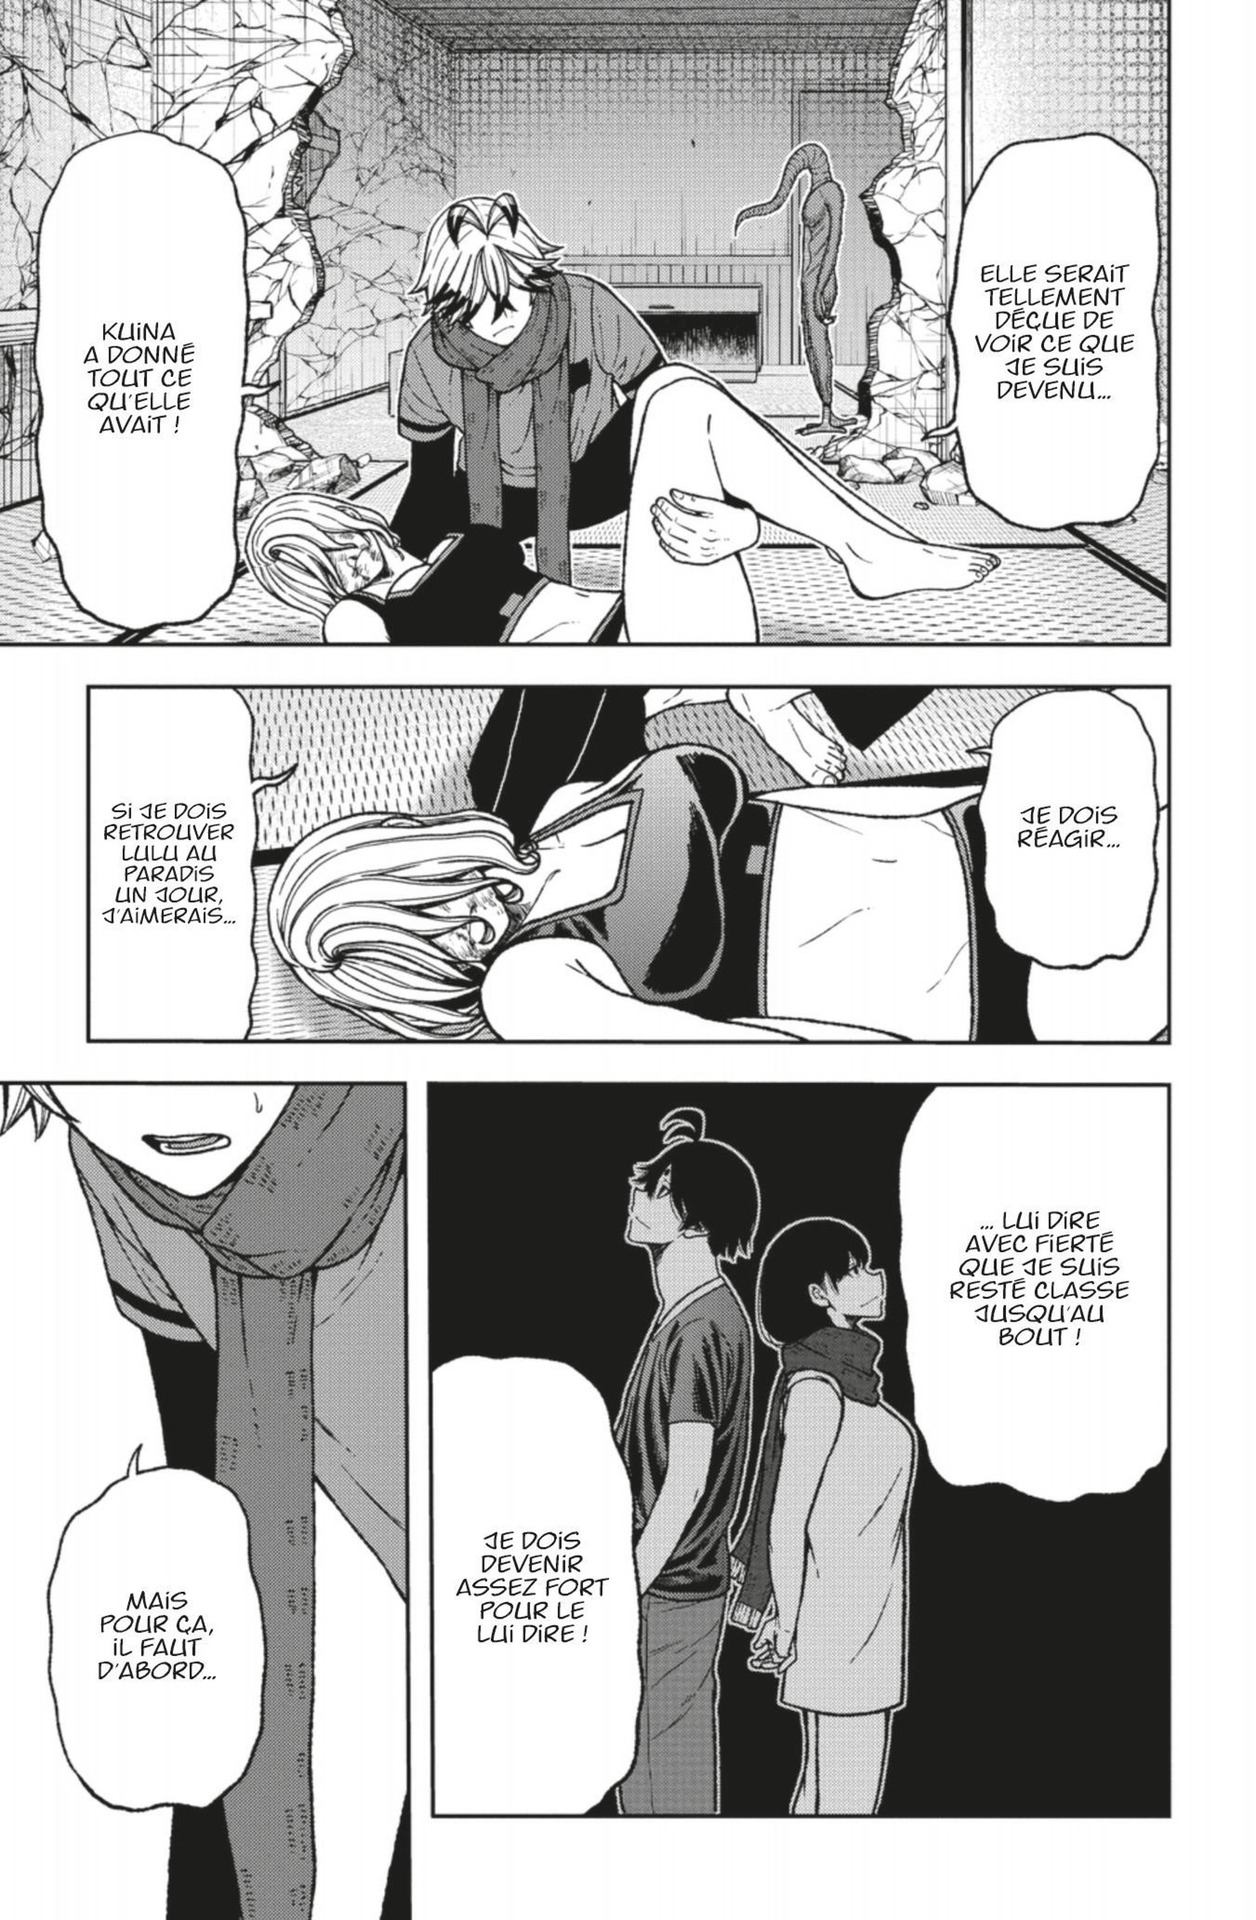 ELLE SERAIT
TELLEMENT
DÉÇUE DE
VOIR CE QUE
JE SUIS
DEVENU...
KUINA
A DONNÉ
TOUT CE
QU'ELLE
AVAIT !
JE DOIS
RÉAGIR...
SI JE DOIS
RETROUVER
LULU AU
PARADIS
UN JOUR,
J'AIMERAIS...
... LUI DIRE
AVEC FIERTÉ
QUE JE SUIS
RESTÉ CLASSE
JUSQU'AU
BOUT !
JE DOIS
DEVENIR
ASSEZ FORT
POUR LE
LUI DIRE !
MAIS
POUR ÇA,
IL FAUT
D'ABORD...